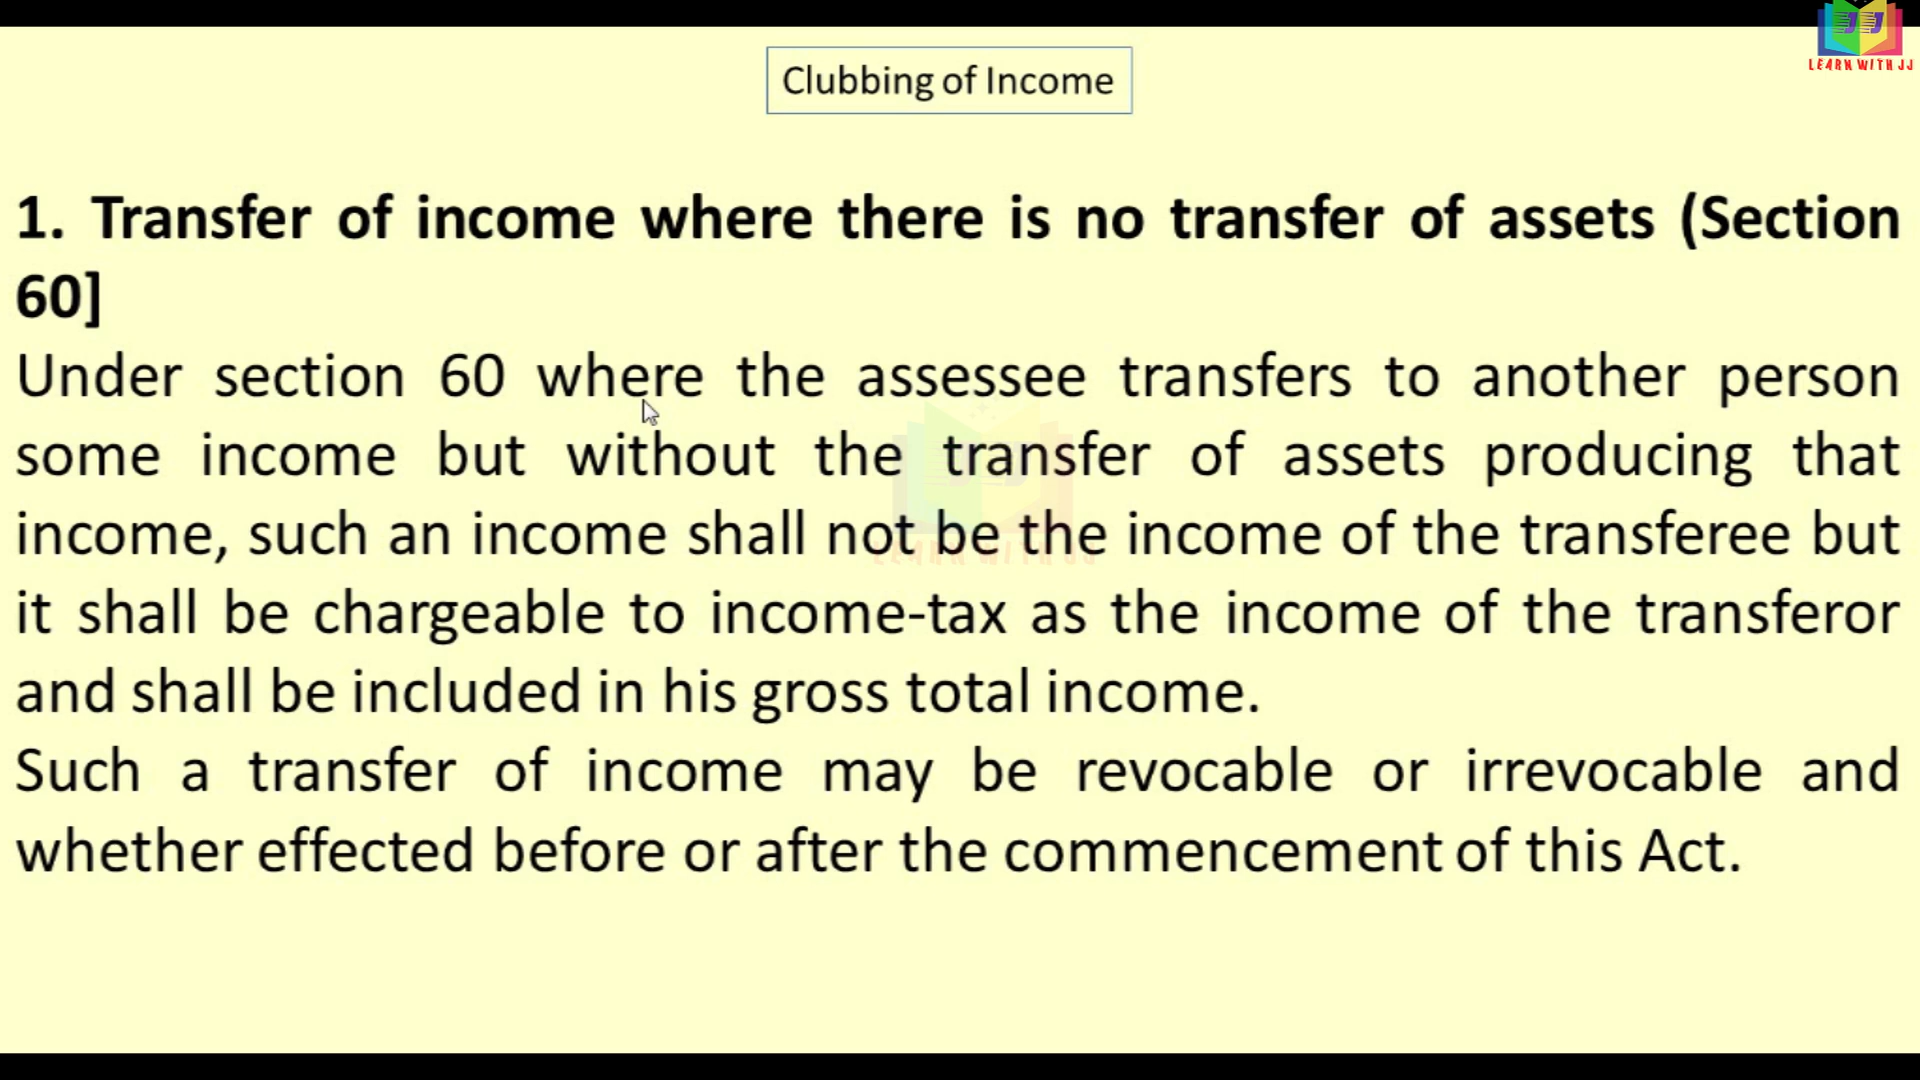 LEARN WITH JJ
Clubbing of Income
1. Transfer of income where there is no transfer of assets (Section
60]
Under section 60 where the assessee transfers to another person
some income but without the transfer of assets producing that
income, such an income shall not be the income of the transferee but
it shall be chargeable to income-tax as the income of the transferor
and shall be included in his gross total income.
Such a transfer of income may be revocable or irrevocable and
whether effected before or after the commencement of this Act.
LEARN WITH JJ